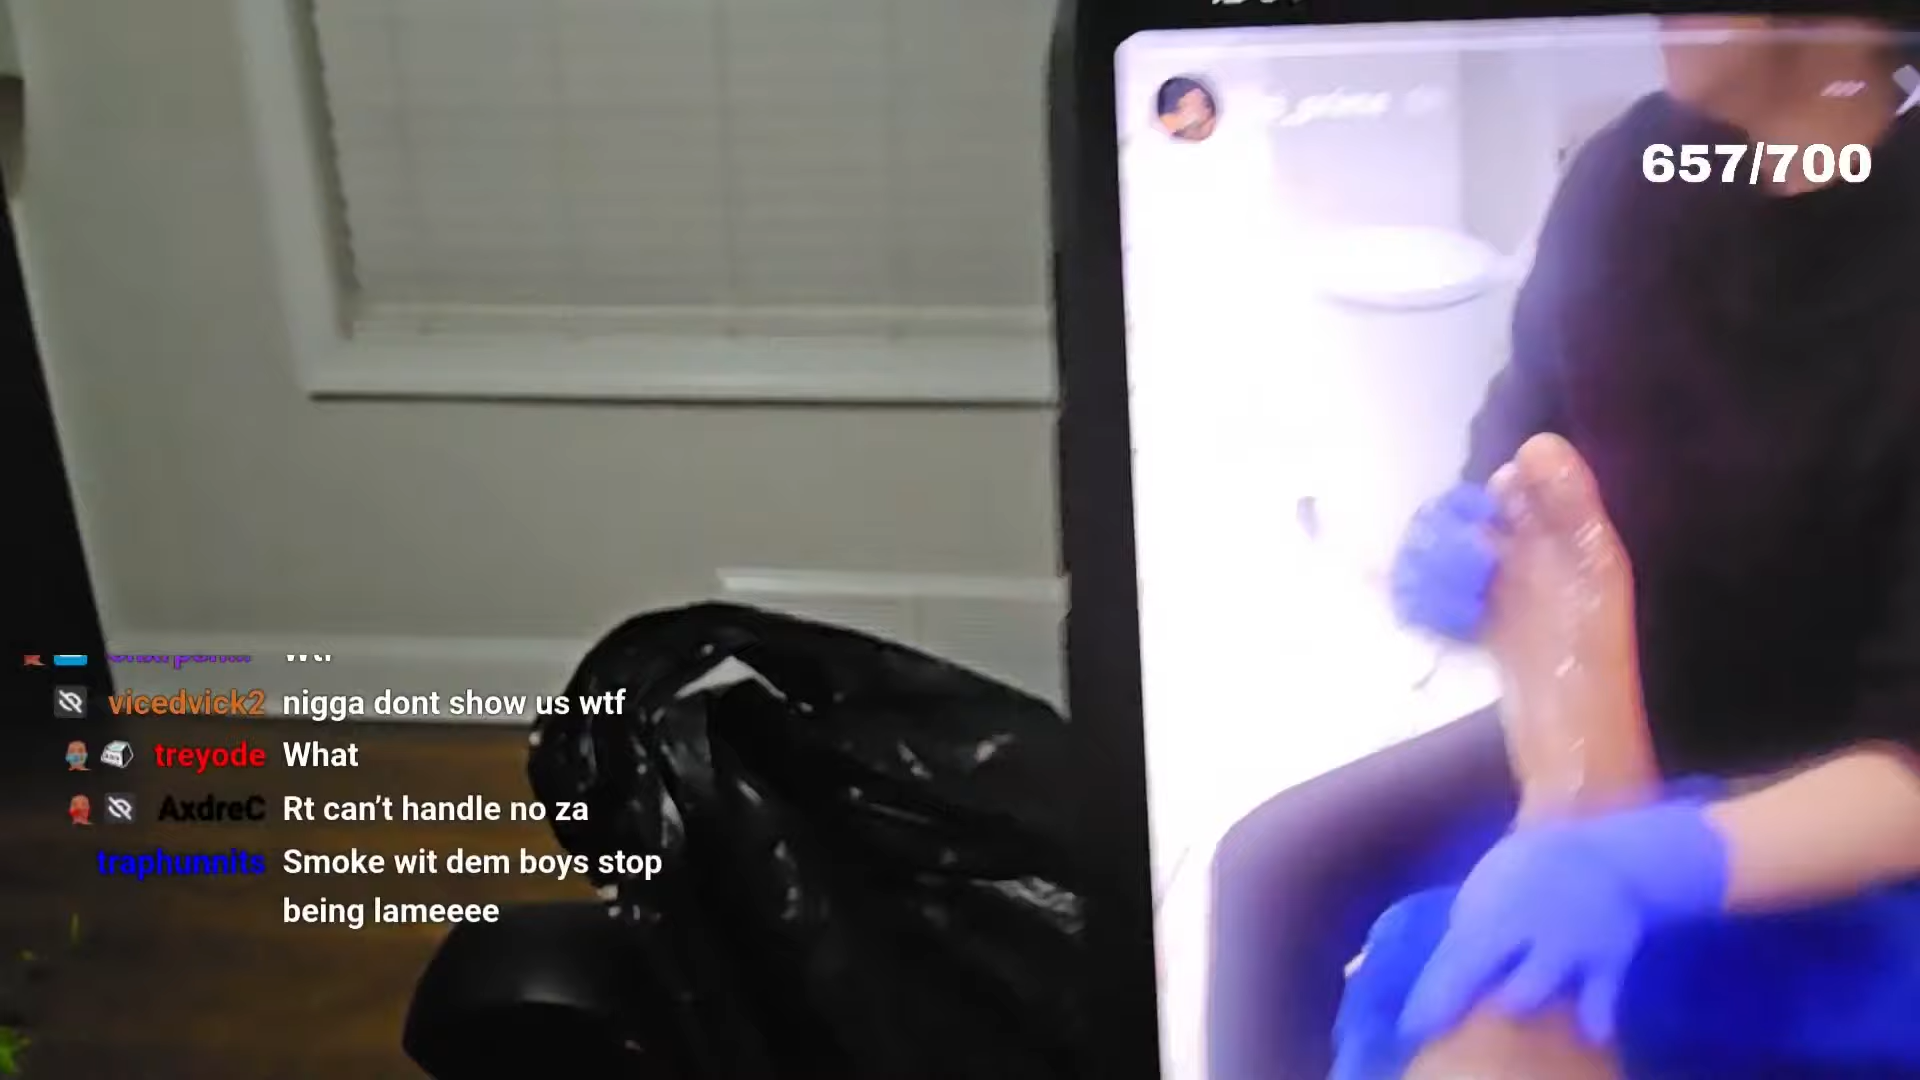 657/700
vicedvick2 nigga dont show us wtf
treyode What
AxdreC Rt can’t handle no za
traphunnits Smoke wit dem boys stop
being lameeee